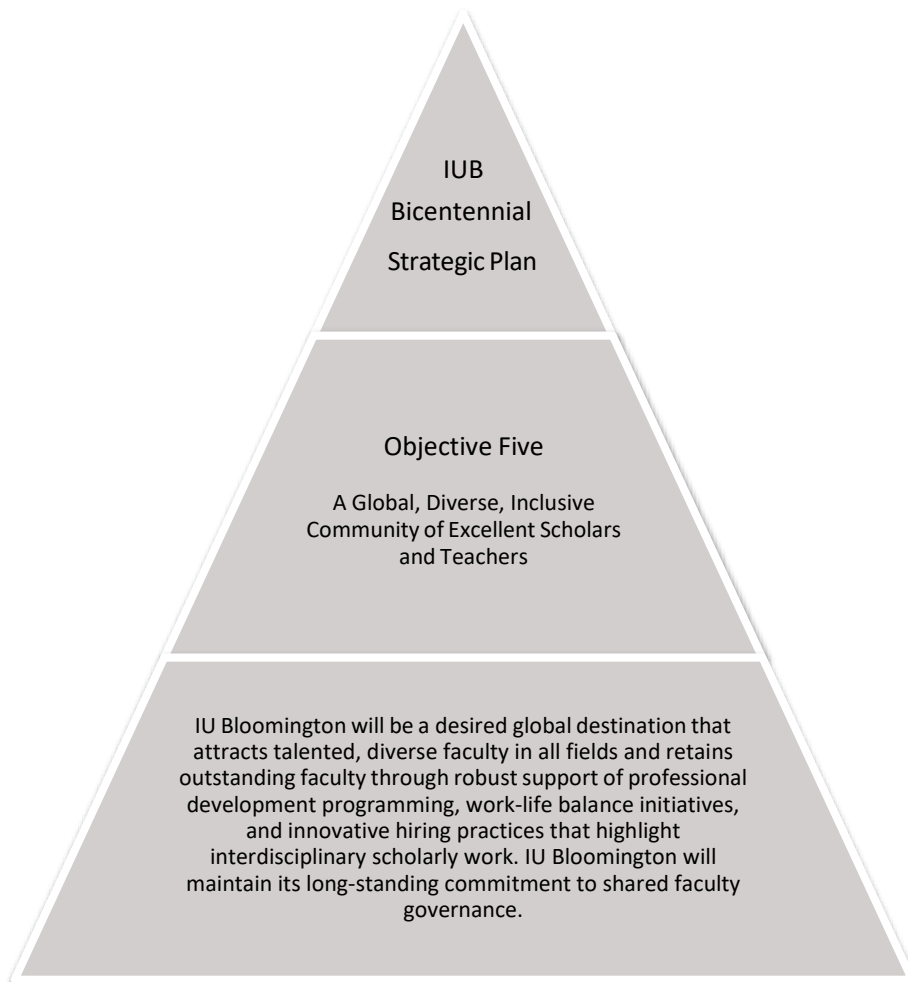 IUB
Bicentennial
Strategic Plan
Objective Five
A Global, Diverse, Inclusive
Community of Excellent Scholars
and Teachers
IU Bloomington will be a desired global destination that
attracts talented, diverse faculty in all fields and retains
outstanding faculty through robust support of professional
development programming, work-life balance initiatives,
and innovative hiring practices that highlight
interdisciplinary scholarly work. IU Bloomington will
maintain its long-standing commitment to shared faculty
governance.